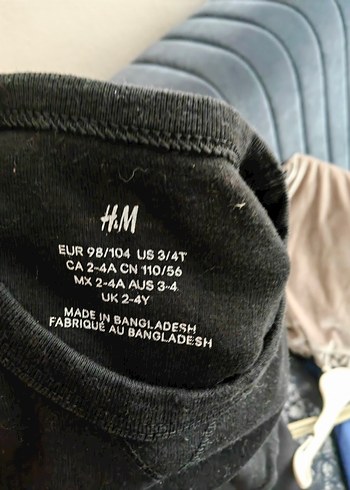 H&M
EUR 98/104 US 3/4T
CA 2-4A CN 110/56
MX 2-4A AUS 3-4
UK 2-4Y
MADE IN BANGLADESH
FABRIQUÉ AU BANGLADESH